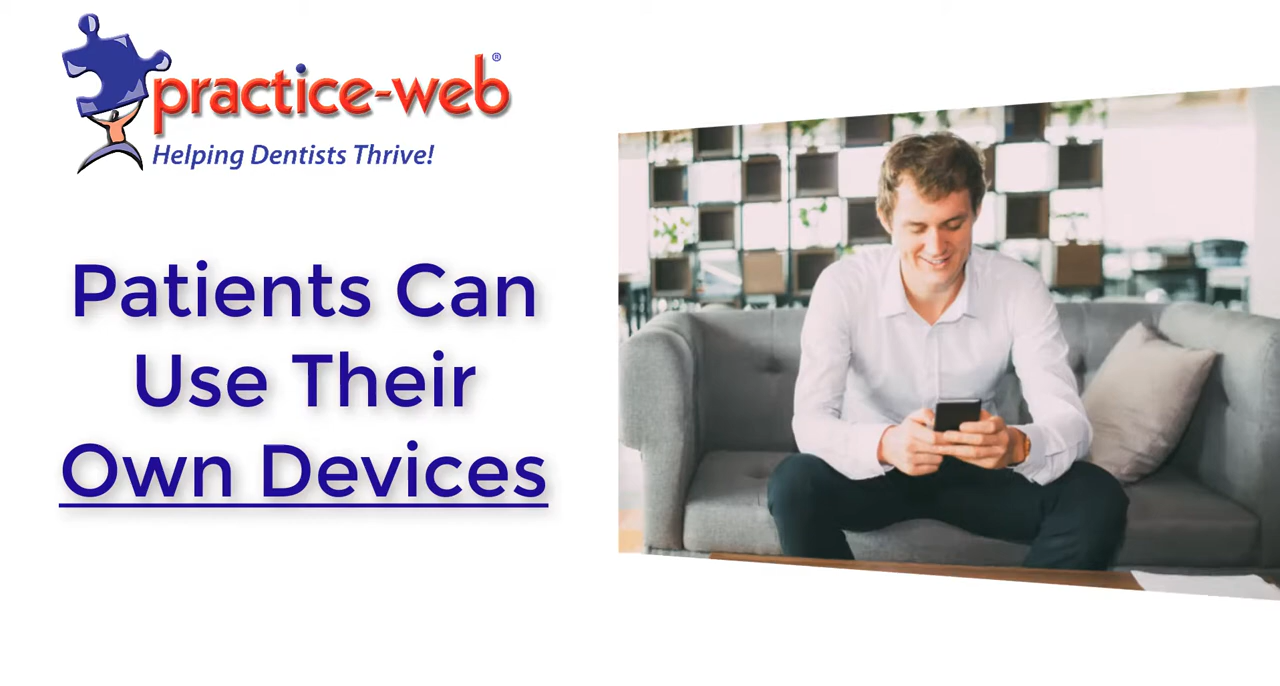 practice-web®
Helping Dentists Thrive!
Patients Can
Use Their
Own Devices